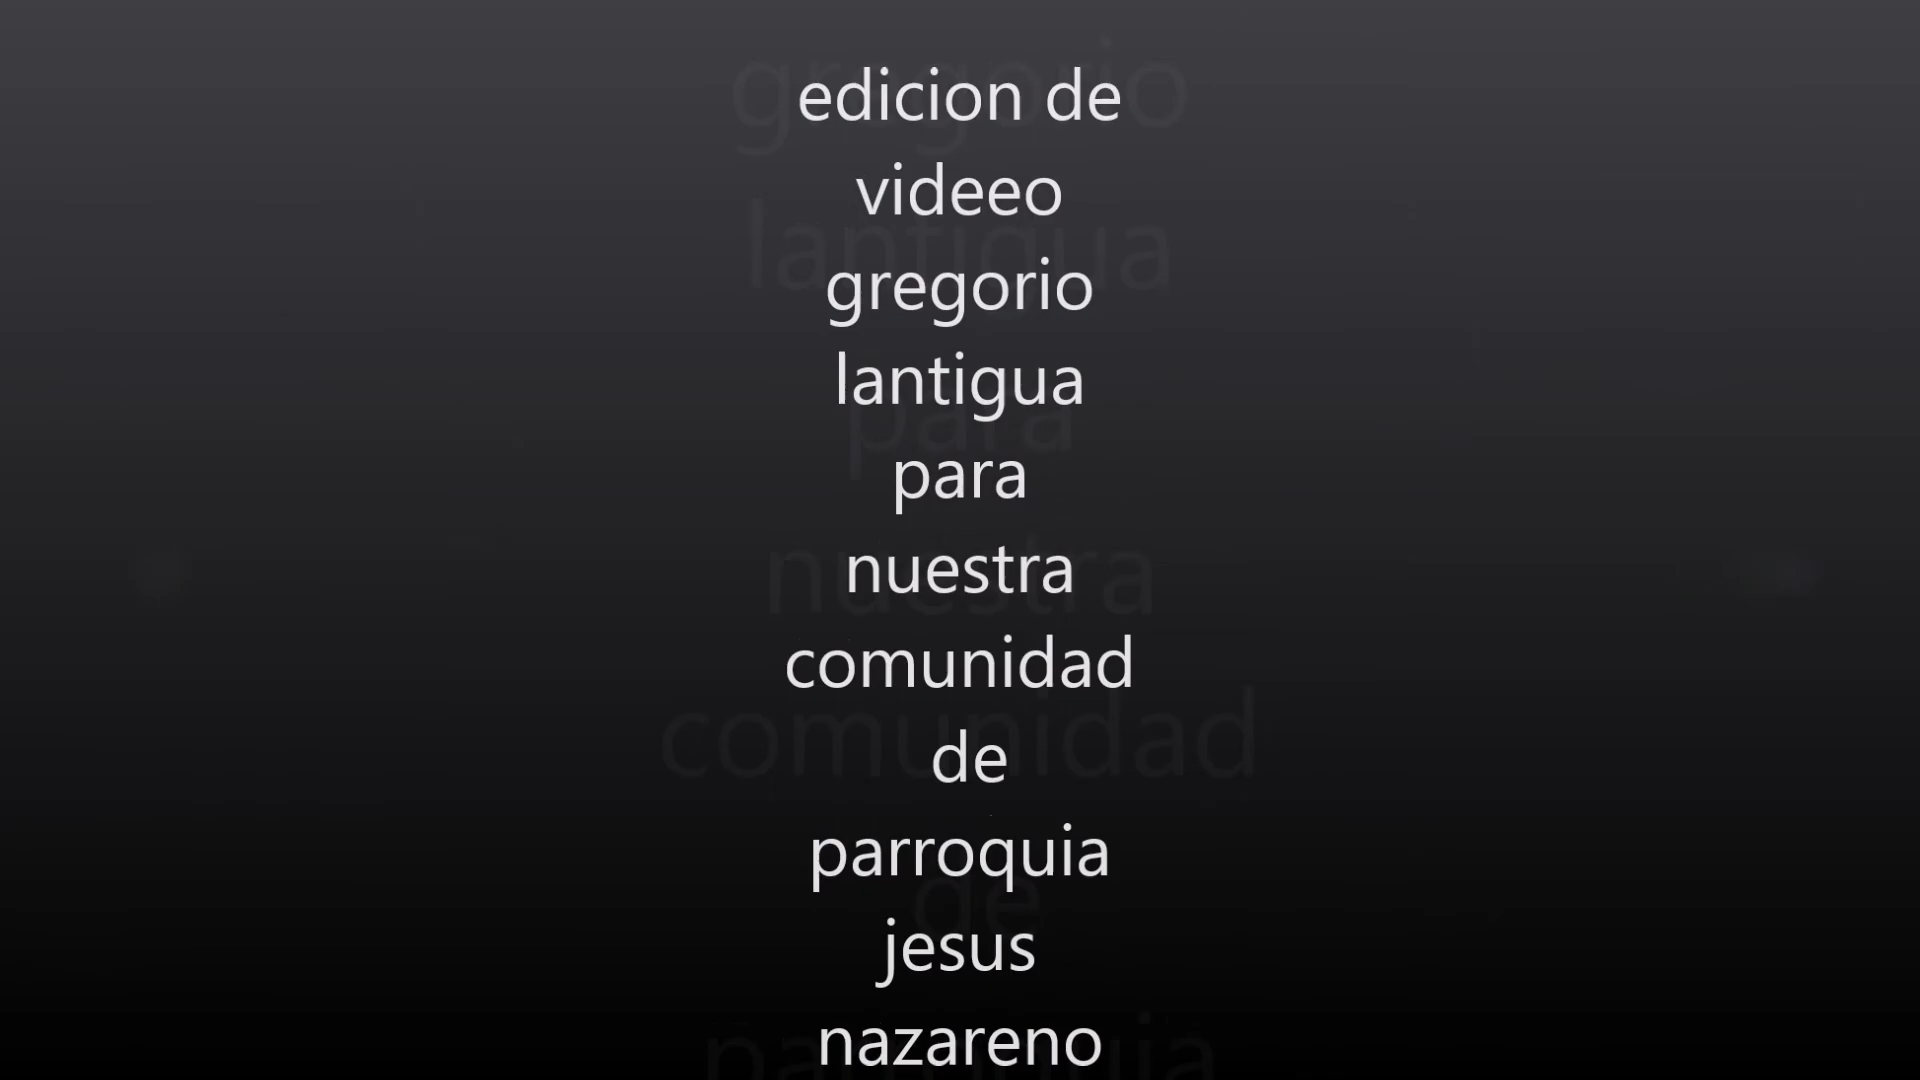 edicion de
videeo
gregorio
lantigua
para
nuestra
comunidad
de
parroquia
jesus
nazareno